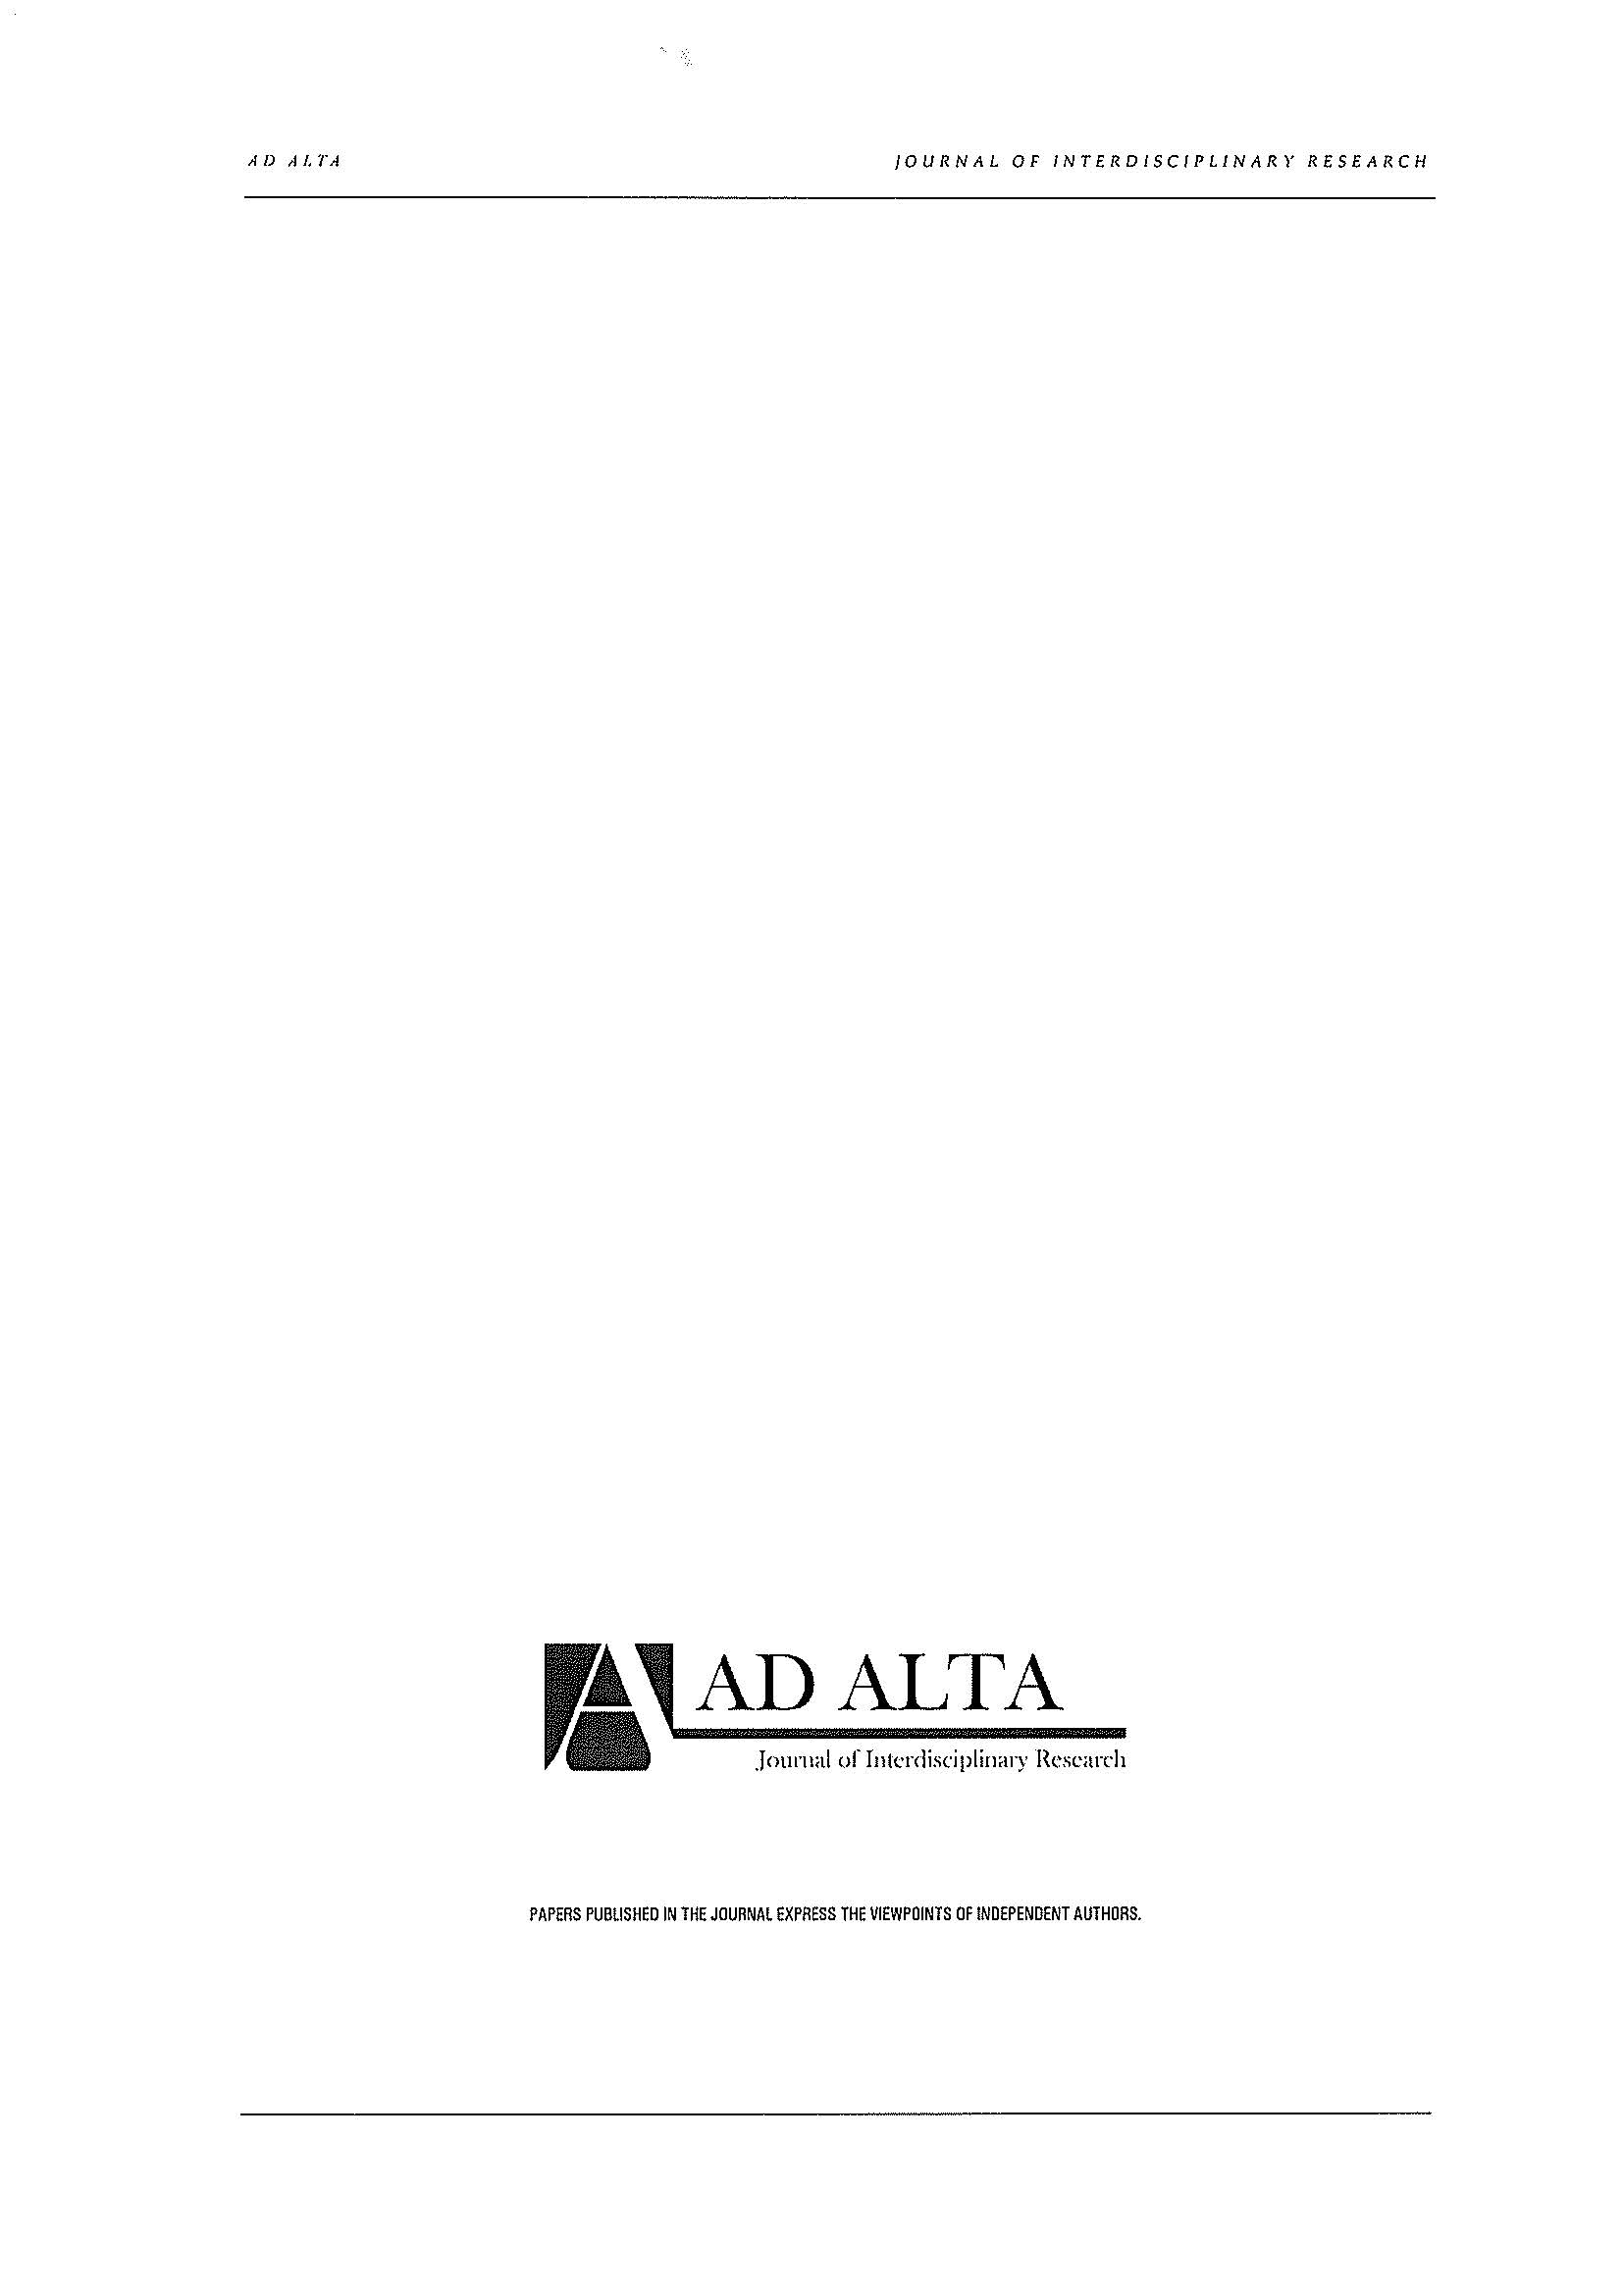 AD ALTA JOURNAL OF INTERDISCIPLINARY RESEARCH
AD ALTA
Journal of Interdisciplinary Research
PAPERS PUBLISHED IN THE JOURNAL EXPRESS THE VIEWPOINTS OF INDEPENDENT AUTHORS.